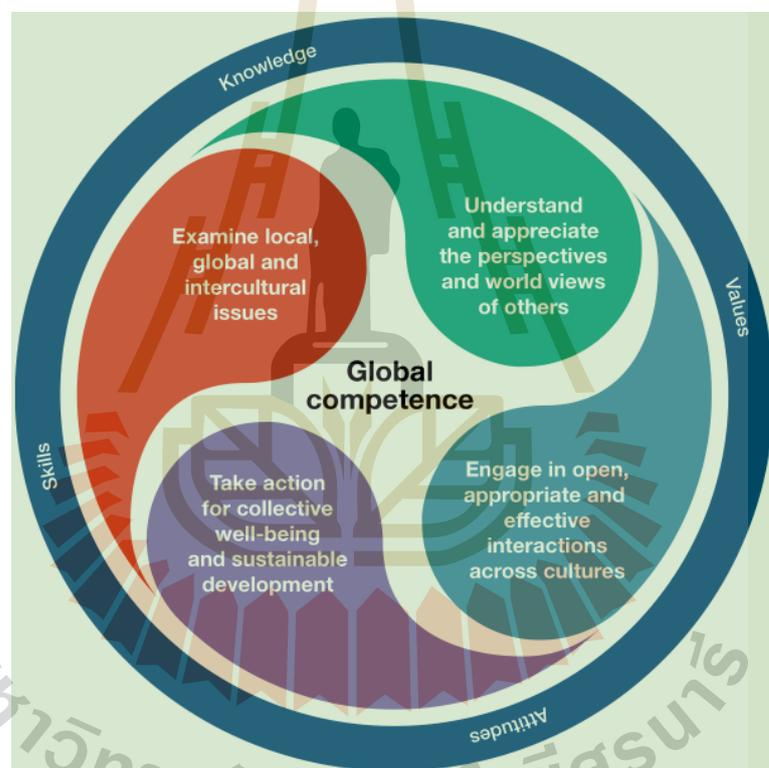 Knowledge
Values
Skills
Attitudes
Examine local,
global and
intercultural
issues
Understand
and appreciate
the perspectives
and world views
of others
Global
competence
Take action
for collective
well-being
and sustainable
development
Engage in open,
appropriate and
effective
interactions
across cultures